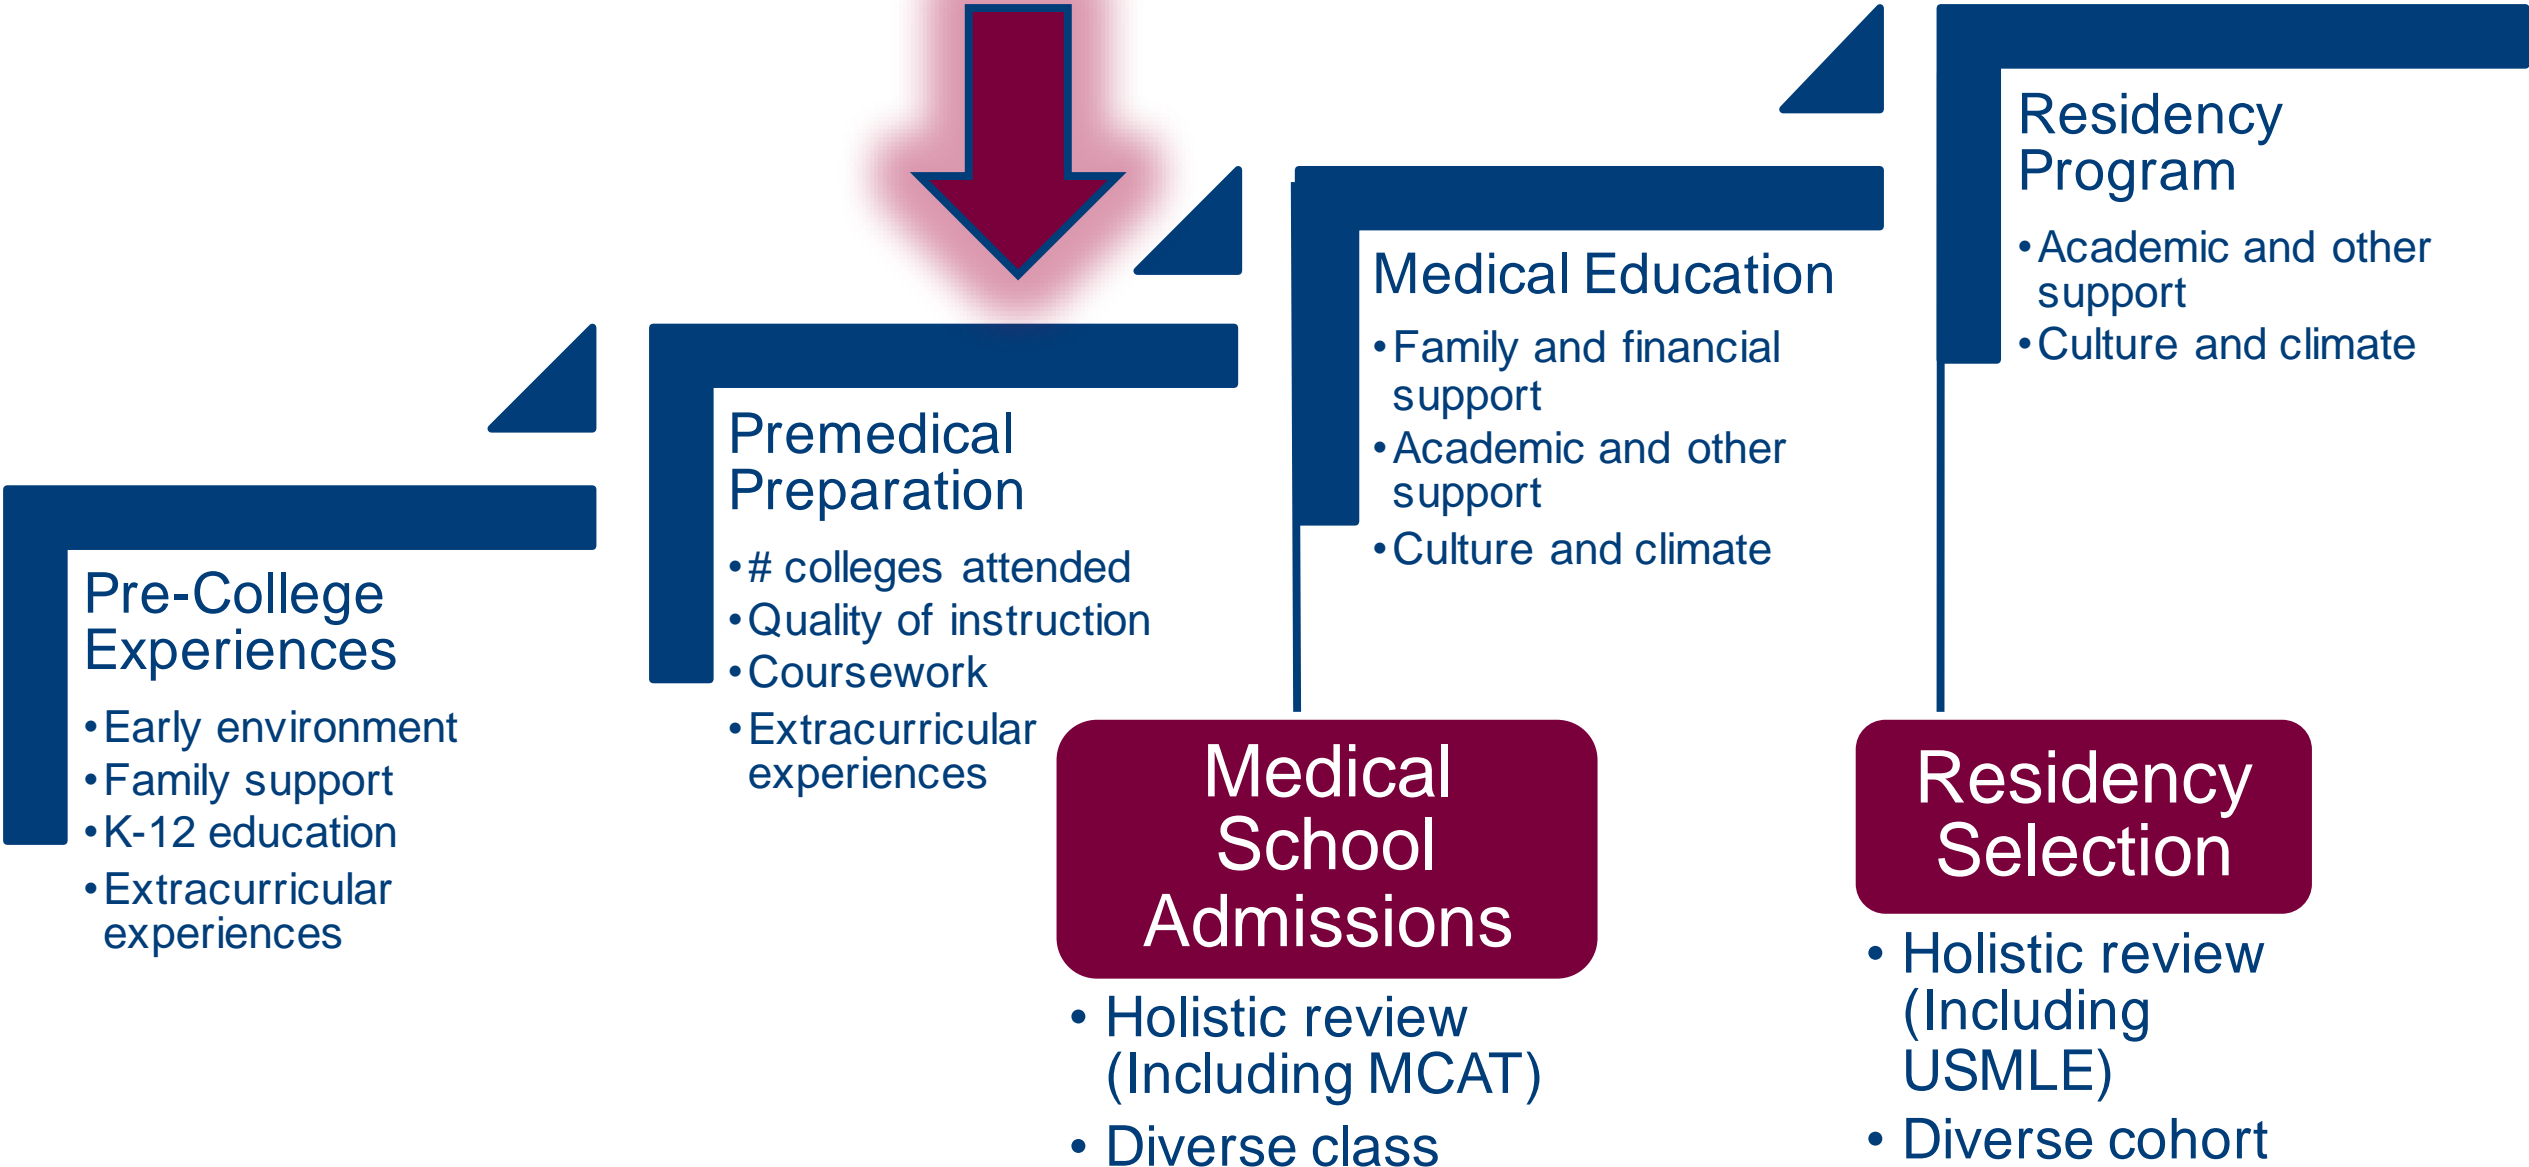 Pre-College
Experiences
•Early environment
•Family support
•K-12 education
•Extracurricular
experiences
Premedical
Preparation
•# colleges attended
•Quality of instruction
•Coursework
•Extracurricular
experiences
Medical Education
•Family and financial
support
•Academic and other
support
•Culture and climate
Residency
Program
•Academic and other
support
•Culture and climate
Medical
School
Admissions
• Holistic review
(Including MCAT)
• Diverse class
Residency
Selection
• Holistic review
(Including
USMLE)
• Diverse cohort